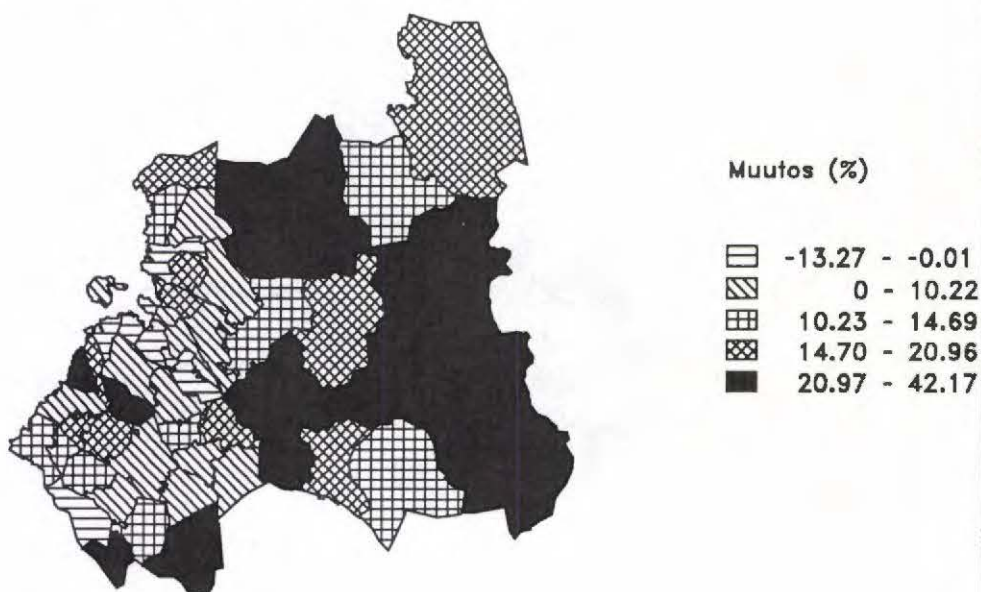 Muutos (%)
-13.27 - -0.01
0 - 10.22
10.23 - 14.69
14.70 - 20.96
20.97 - 42.17